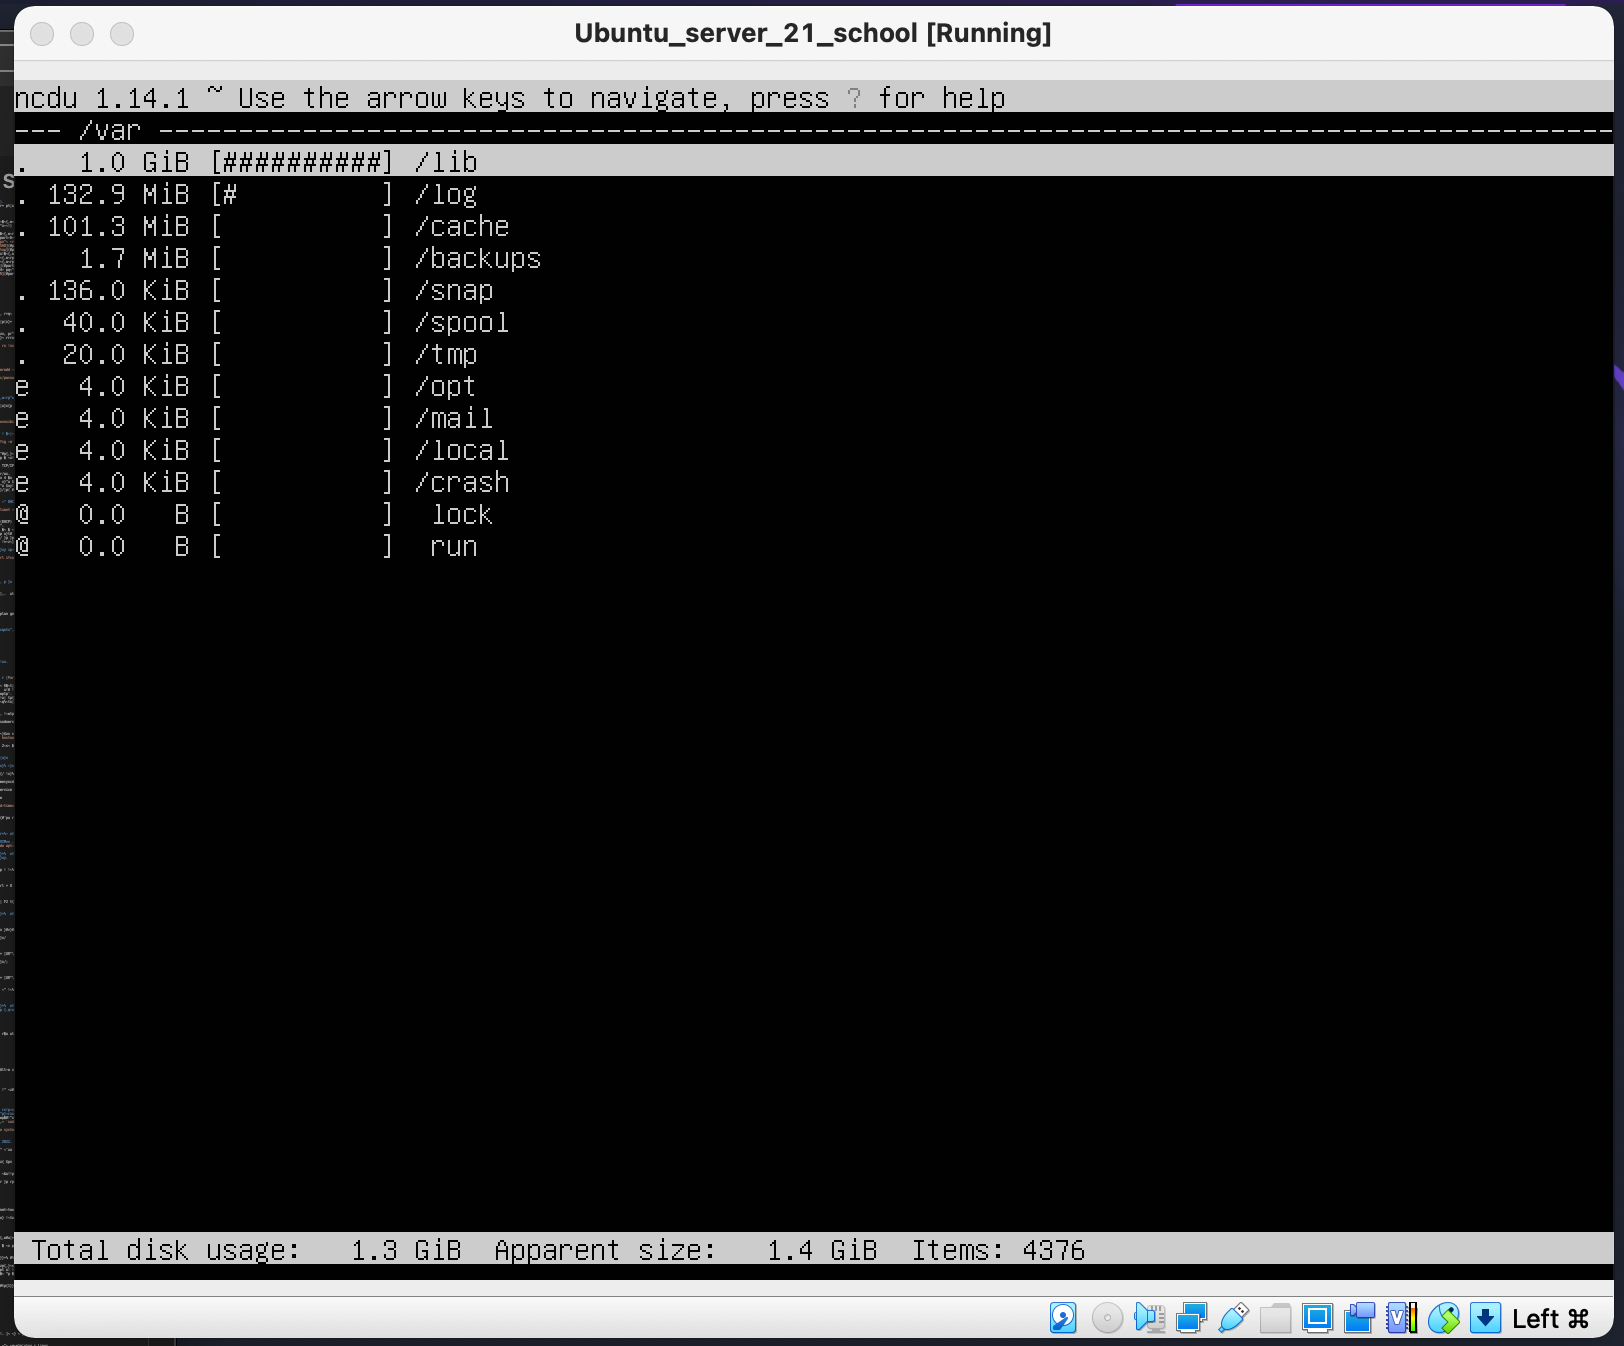 Ubuntu_server_21_school [Running]
ncdu 1.14.1 ~ Use the arrow keys to navigate, press ? for help
--- /var -------------------------------------------------------------------------------------------
.   1.0 GiB [##########] /lib
. 132.9 MiB [#         ] /log
. 101.3 MiB [          ] /cache
    1.7 MiB [          ] /backups
. 136.0 KiB [          ] /snap
.  40.0 KiB [          ] /spool
.  20.0 KiB [          ] /tmp
e   4.0 KiB [          ] /opt
e   4.0 KiB [          ] /mail
e   4.0 KiB [          ] /local
e   4.0 KiB [          ] /crash
@   0.0   B [          ]  lock
@   0.0   B [          ]  run
Total disk usage:   1.3 GiB  Apparent size:   1.4 GiB  Items: 4376
Left ⌘